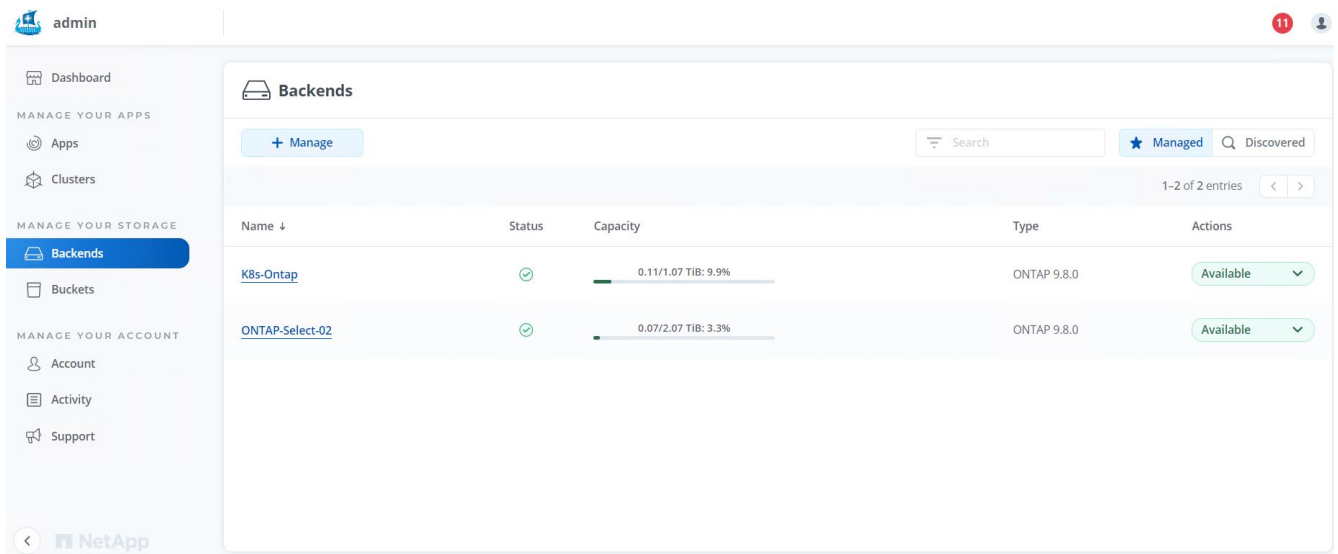 admin
11
Dashboard
MANAGE YOUR APPS
Apps
Clusters
MANAGE YOUR STORAGE
Backends
Buckets
MANAGE YOUR ACCOUNT
Account
Activity
Support
NetApp
Backends
+ Manage
Search
Managed
Discovered
1–2 of 2 entries
Name ↓ Status Capacity Type Actions
K8s-Ontap 0.11/1.07 TiB: 9.9% ONTAP 9.8.0 Available
ONTAP-Select-02 0.07/2.07 TiB: 3.3% ONTAP 9.8.0 Available